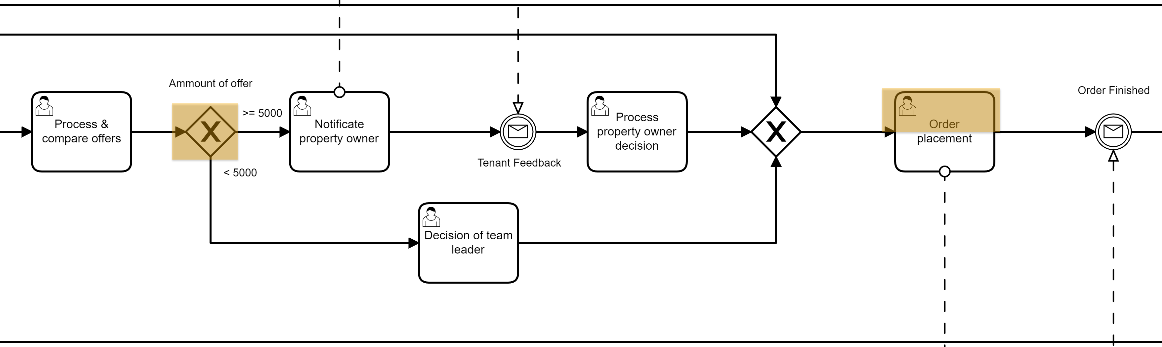 Ammount of offer
Process &
compare offers
>= 5000
< 5000
Notificate
property owner
Tenant Feedback
Process
property owner
decision
Decision of team
leader
Order
placement
Order Finished